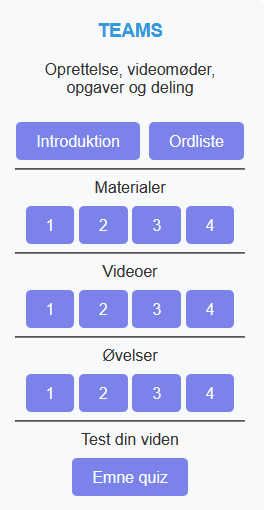 TEAMS
Oprettelse, videomøder,
opgaver og deling
Introduktion Ordliste
Materialer
1 2 3 4
Videoer
1 2 3 4
Øvelser
1 2 3 4
Test din viden
Emne quiz